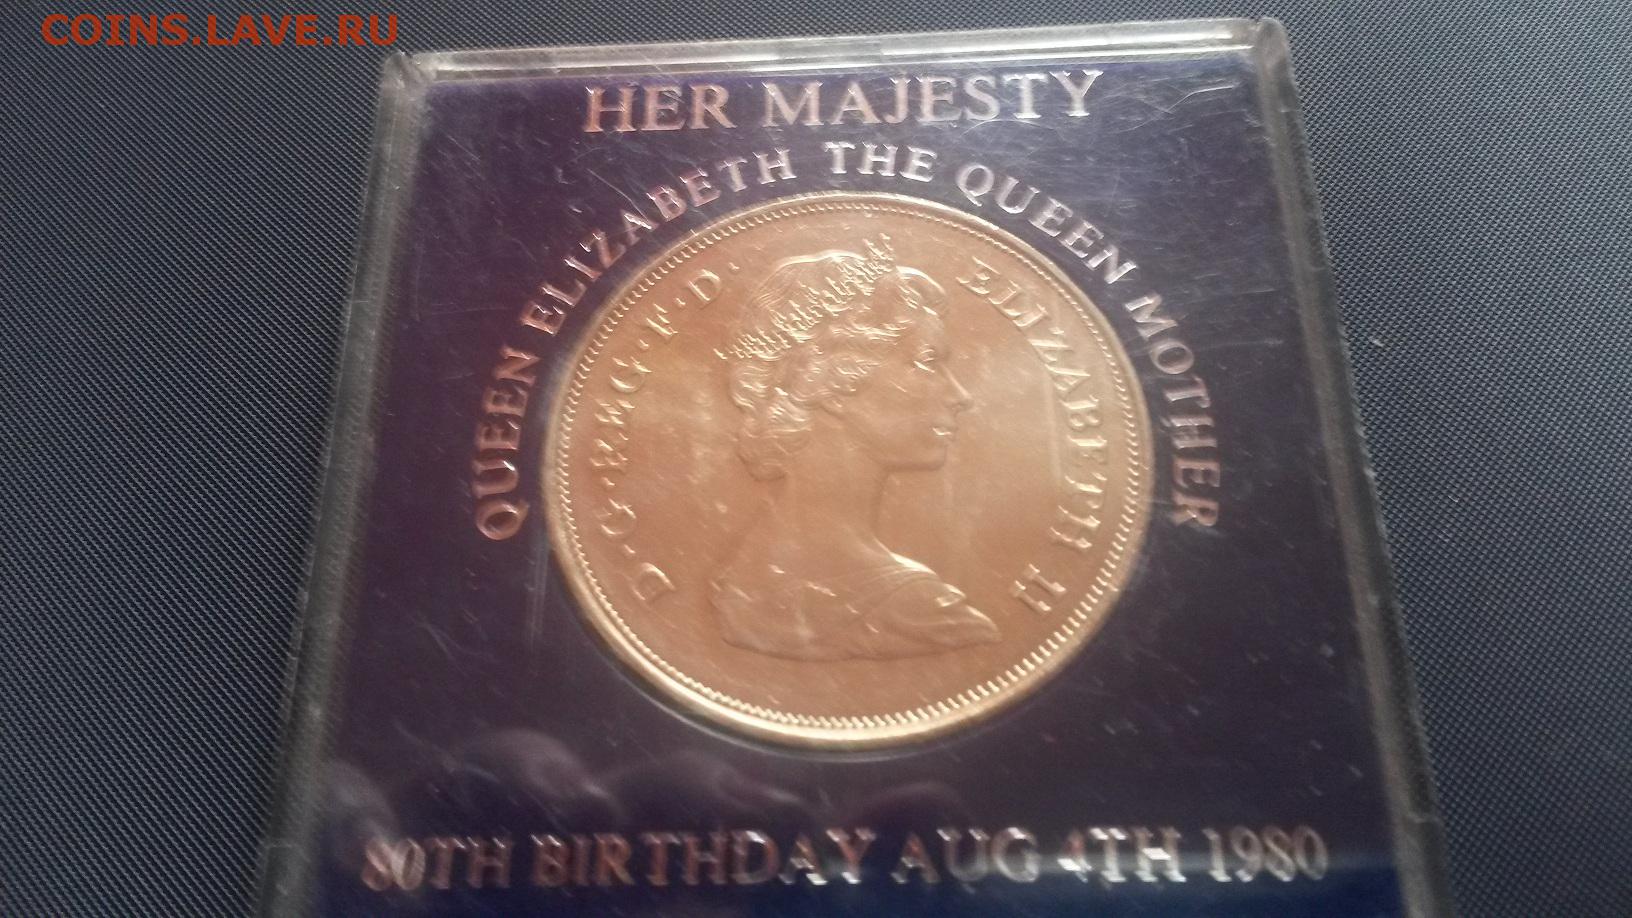 COINS.LAVE.RU
HER MAJESTY
QUEEN ELIZABETH THE QUEEN MOTHER
D·G·REG·F·D· ELIZABETH II
80TH BIRTHDAY AUG 4TH 1980